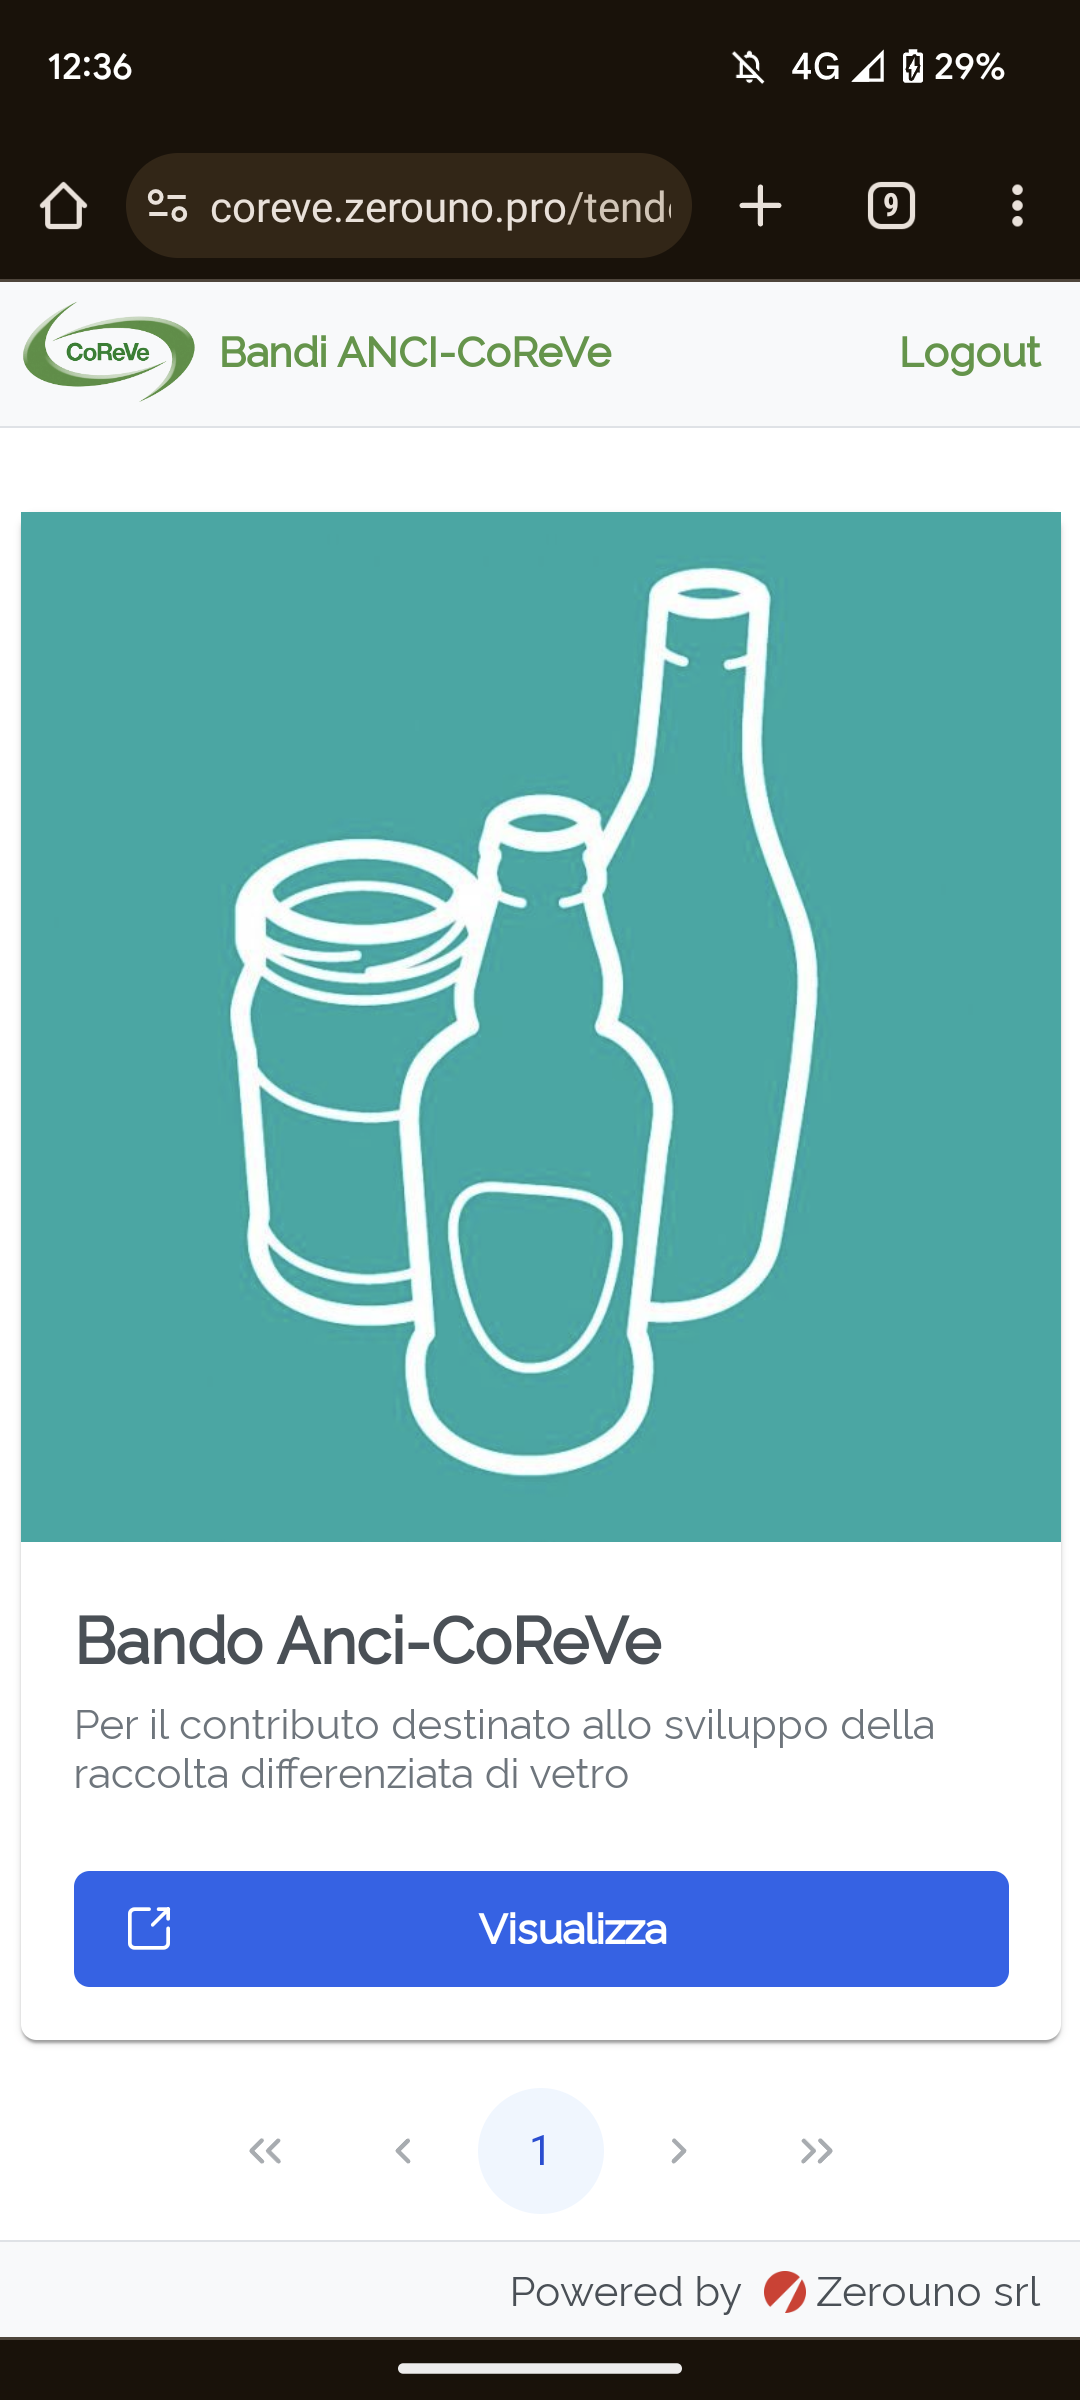 12:36
4G 29%
coreve.zerouno.pro/tend
9
CoReVe
Bandi ANCI-CoReVe
Logout
Bando Anci-CoReVe
Per il contributo destinato allo sviluppo della
raccolta differenziata di vetro
Visualizza
1
Powered by Zerouno srl